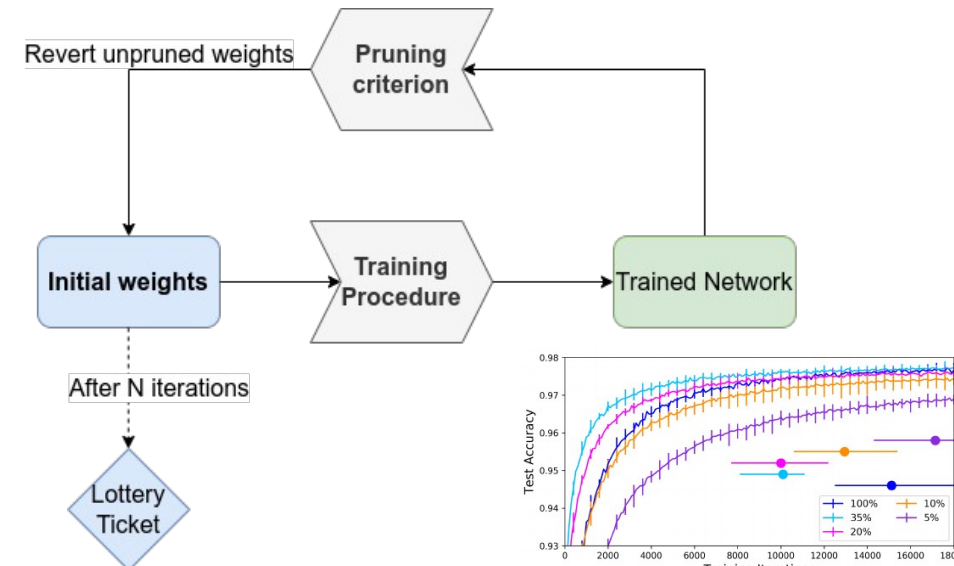 Revert unpruned weights
Pruning
criterion
Initial weights
Training
Procedure
Trained Network
After N iterations
Lottery
Ticket
Test Accuracy
0.98
0.97
0.96
0.95
0.94
0.93
100%
35%
20%
10%
5%
0
2000
4000
6000
8000
10000
12000
14000
16000